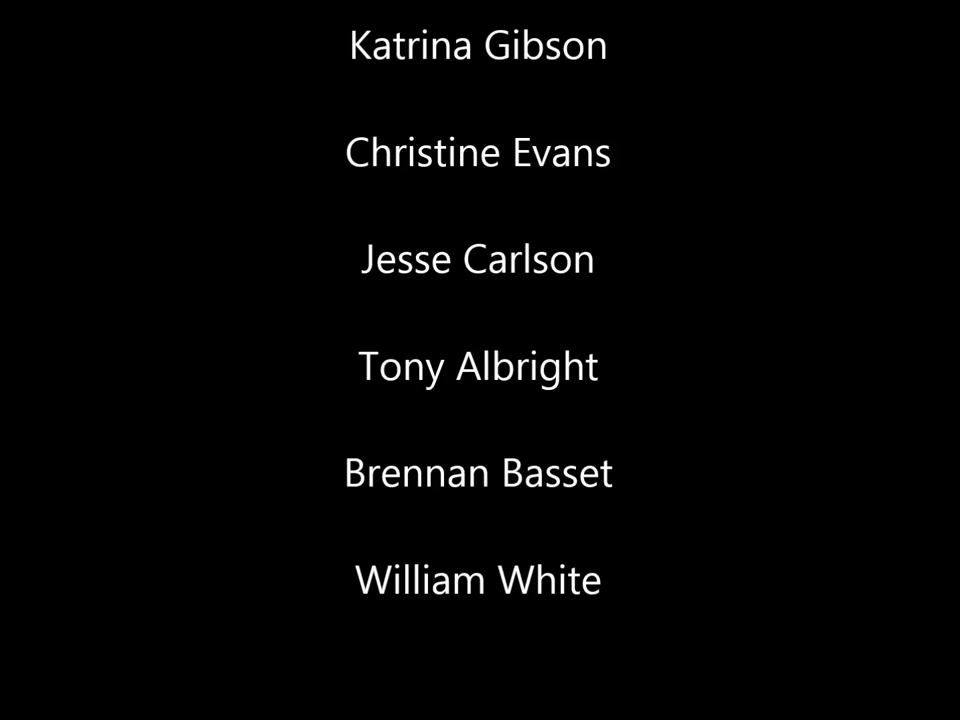 Katrina Gibson
Christine Evans
Jesse Carlson
Tony Albright
Brennan Basset
William White